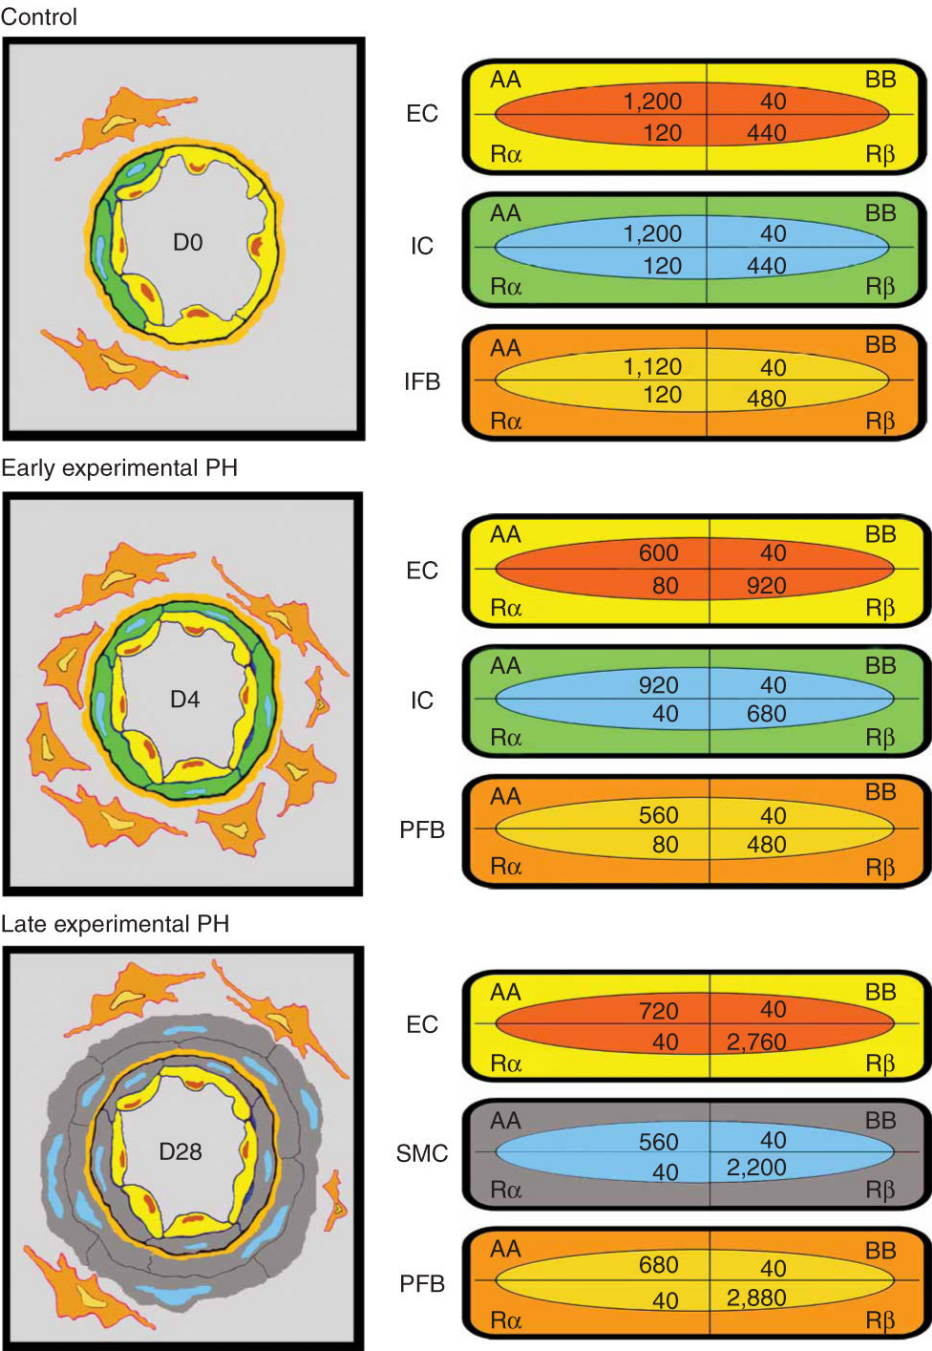 Control
D0
EC
AA BB
1,200 40
120 440
Rα Rβ
IC
AA BB
1,200 40
120 440
Rα Rβ
IFB
AA BB
1,120 40
120 480
Rα Rβ
Early experimental PH
D4
EC
AA BB
600 40
80 920
Rα Rβ
IC
AA BB
920 40
40 680
Rα Rβ
PFB
AA BB
560 40
80 480
Rα Rβ
Late experimental PH
D28
EC
AA BB
720 40
40 2,760
Rα Rβ
SMC
AA BB
560 40
40 2,200
Rα Rβ
PFB
AA BB
680 40
40 2,880
Rα Rβ